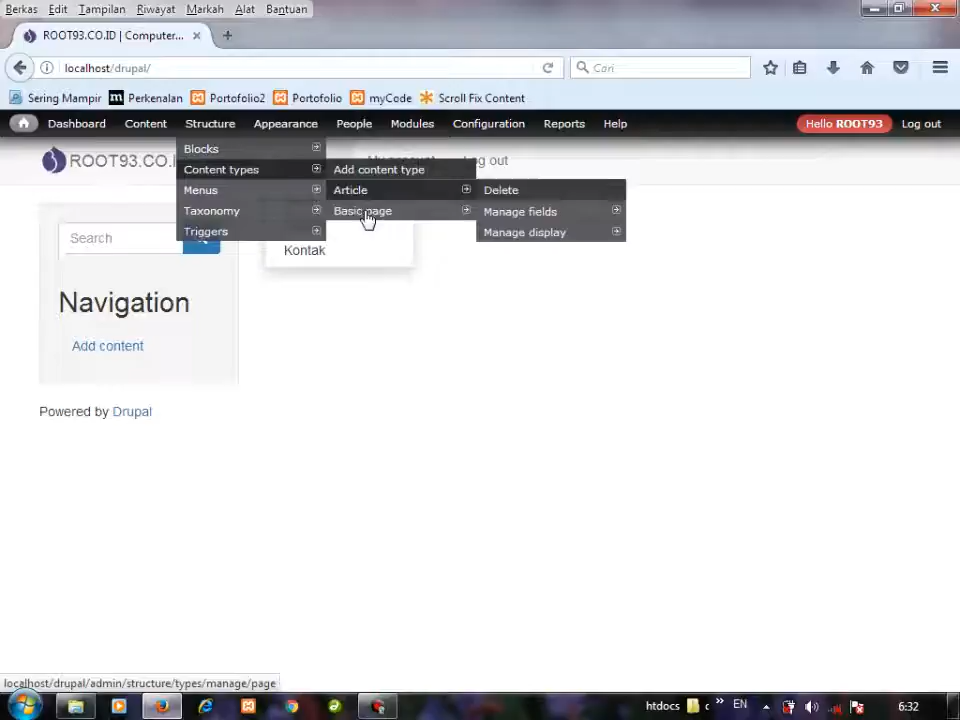 Berkas Edit Tampilan Riwayat Markah Alat Bantuan
ROOT93.CO.ID | Computer...
localhost/drupal/
Cari
Sering Mampir Perkenalan Portofolio2 Portofolio myCode Scroll Fix Content
Dashboard Content Structure Appearance People Modules Configuration Reports Help Hello ROOT93 Log out
Blocks
ROOT93.CO.I
Content types Add content type
Menus Article Delete
Taxonomy Basic page Manage fields
Triggers Manage display
Search
Kontak
Navigation
Add content
Powered by Drupal
localhost/drupal/admin/structure/types/manage/page
htdocs EN 6:32